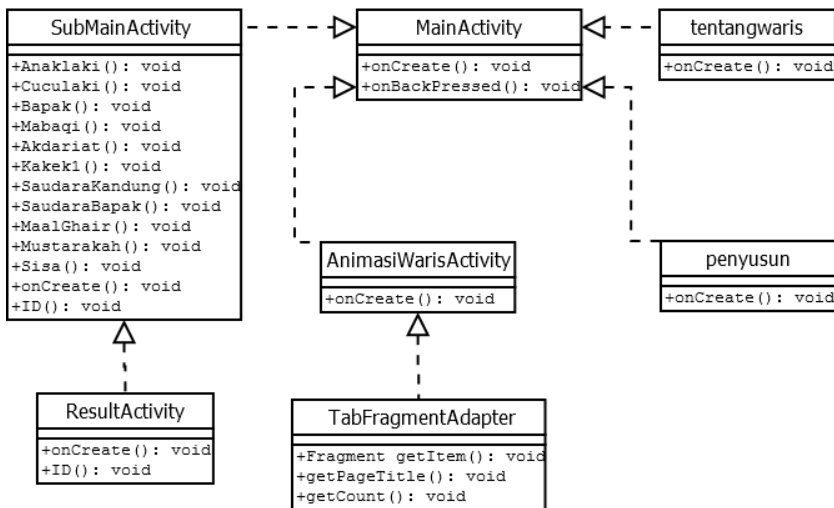 SubMainActivity
+Anaklaki(): void
+Cuculaki(): void
+Bapak(): void
+Mabaqi(): void
+Akdariat(): void
+Kakek1(): void
+SaudaraKandung(): void
+SaudaraBapak(): void
+MaalGhair(): void
+Mustarakah(): void
+Sisa(): void
+onCreate(): void
+ID(): void
MainActivity
+onCreate(): void
+onBackPressed(): void
tentangwaris
+onCreate(): void
AnimasiWarisActivity
+onCreate(): void
penyusun
+onCreate(): void
ResultActivity
+onCreate(): void
+ID(): void
TabFragmentAdapter
+Fragment getItem(): void
+getPageTitle(): void
+getCount(): void